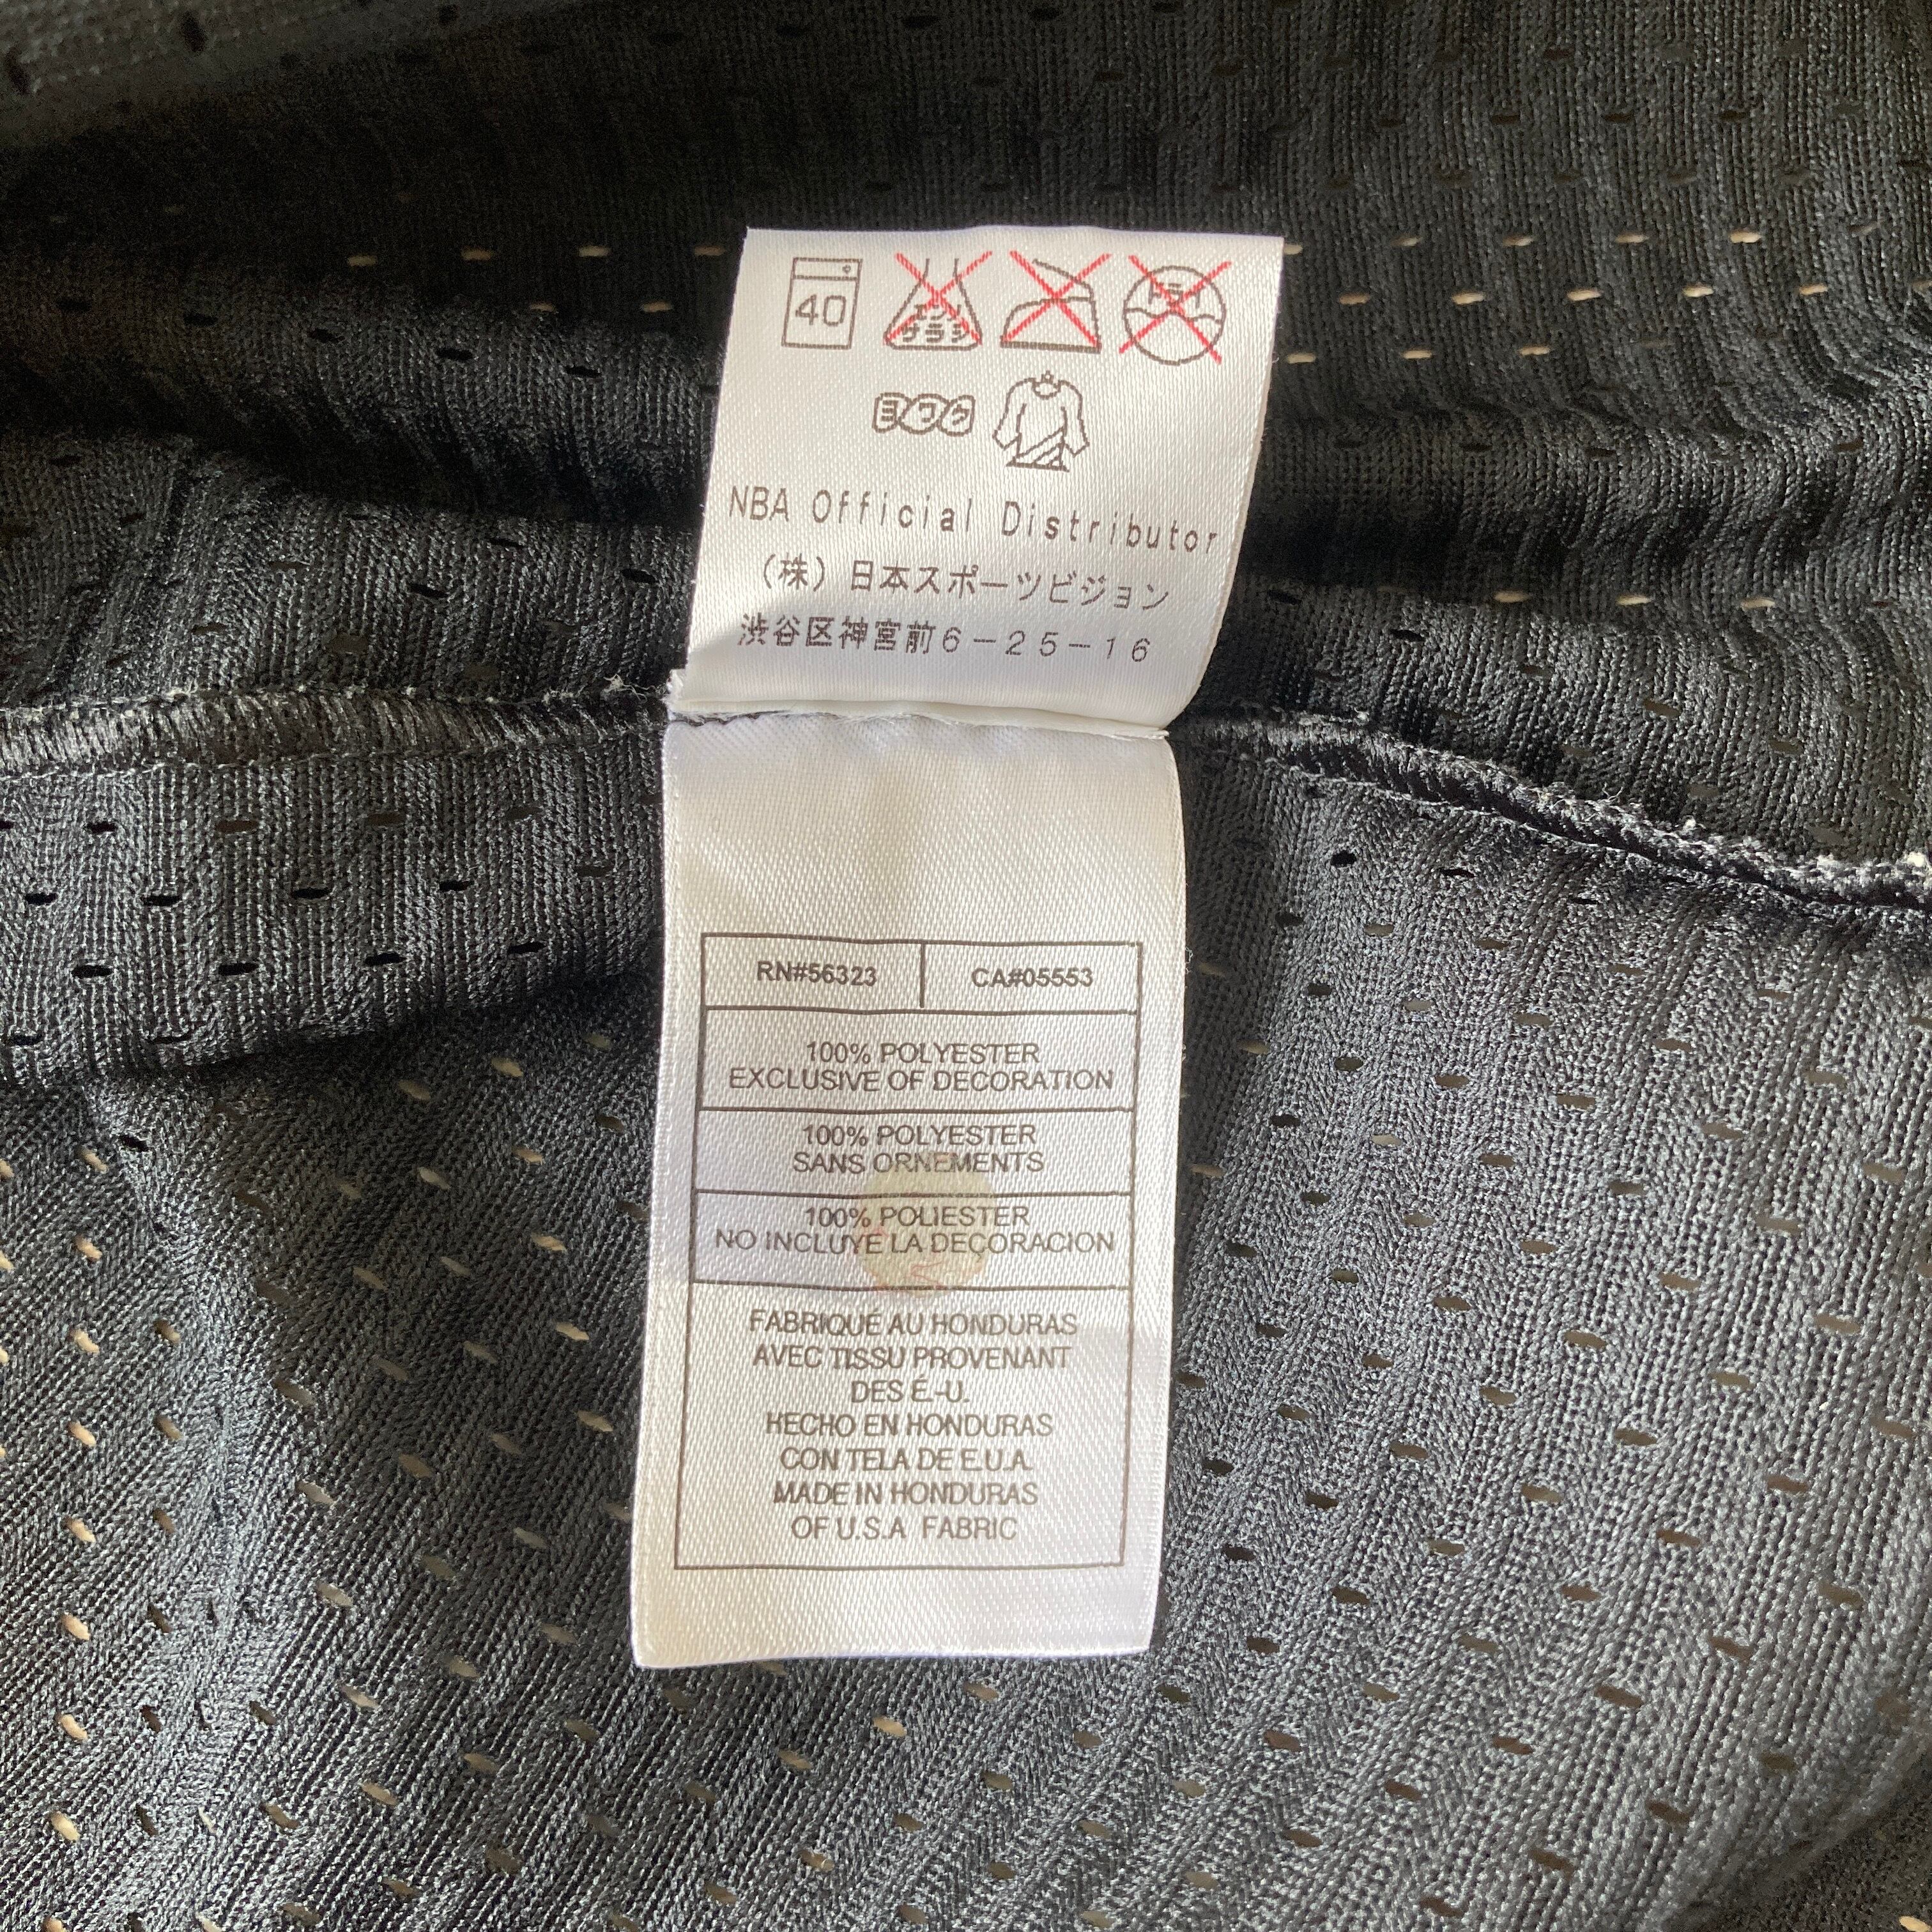 40
エンソ
サラシ
ドライ
ヨワク
NBA Official Distributor
（株）日本スポーツビジョン
渋谷区神宮前６－２５－１６
RN#56323 CA#05553
100% POLYESTER
EXCLUSIVE OF DECORATION
100% POLYESTER
SANS ORNEMENTS
100% POLIESTER
NO INCLUYE LA DECORACION
FABRIQUÉ AU HONDURAS
AVEC TISSU PROVENANT
DES É.-U.
HECHO EN HONDURAS
CON TELA DE E.U.A.
MADE IN HONDURAS
OF U.S.A FABRIC